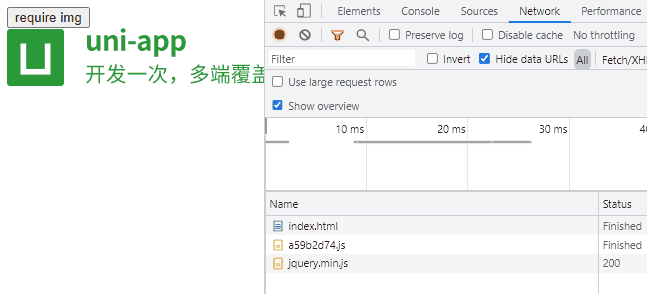 require img
uni-app
开发一次，多端覆盖
Elements Console Sources Network Performance
Preserve log Disable cache No throttling
Filter Invert Hide data URLs All Fetch/XH
Use large request rows
Show overview
10 ms 20 ms 30 ms 40
Name Status
index.html Finished
a59b2d74.js Finished
jquery.min.js 200